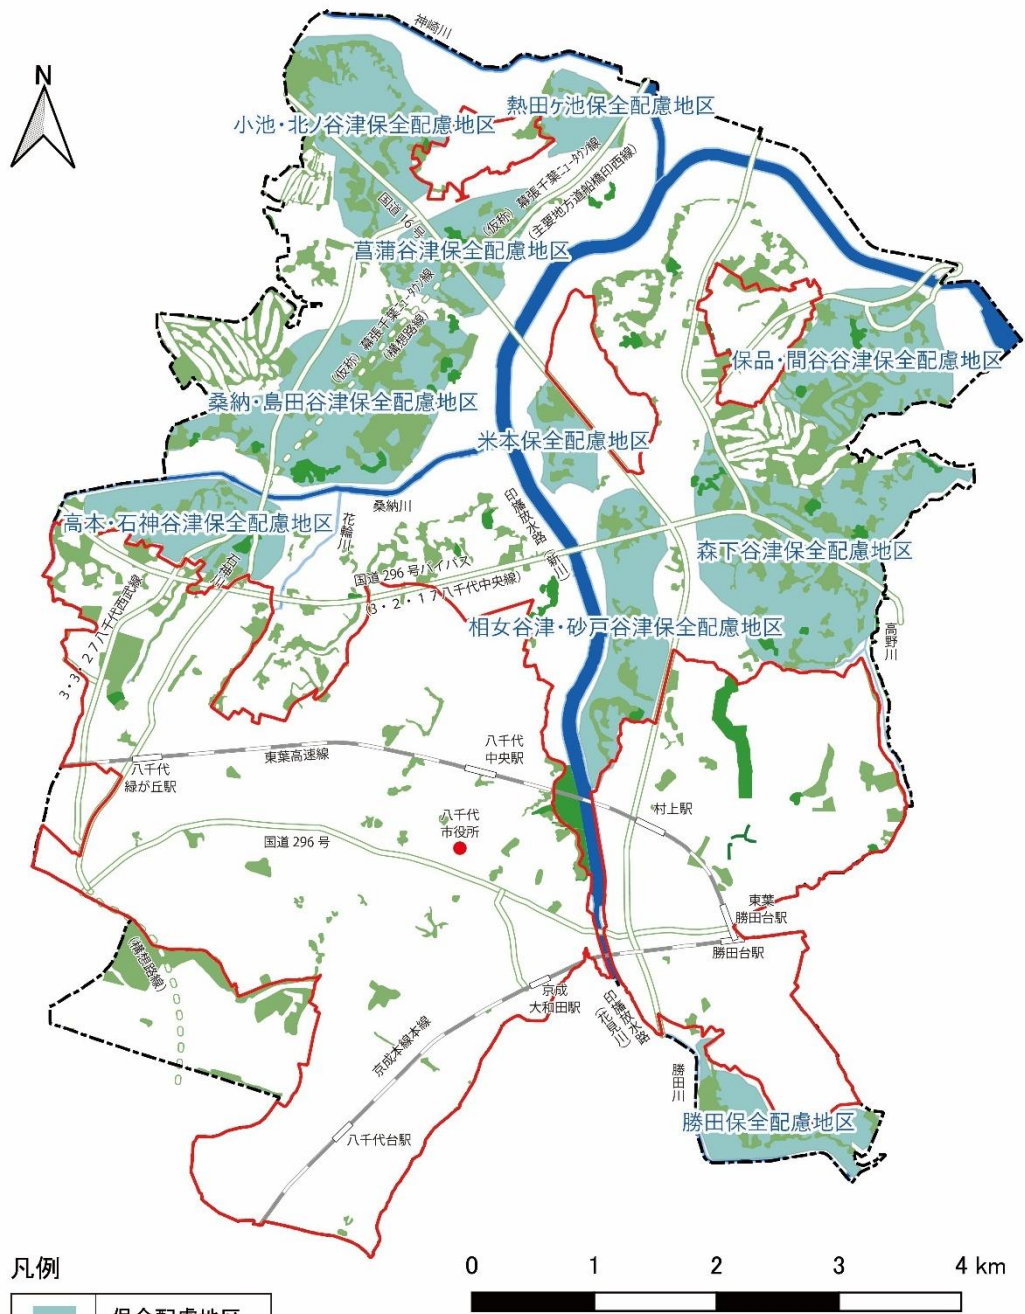 神崎川
N
熱田ヶ池保全配慮地区
小池・北ノ谷津保全配慮地区
(仮称) 幕張千葉ニュータウン線
(主要地方道船橋印西線)
国道 16 号
菖蒲谷津保全配慮地区
(仮称) 幕張千葉ニュータウン線
(構想路線)
保品・間谷谷津保全配慮地区
桑納・島田谷津保全配慮地区
米本保全配慮地区
桑納川
印旛放水路 (新川)
高本・石神谷津保全配慮地区
花輪川
石神川
森下谷津保全配慮地区
国道 296 号バイパス
(3・2・17八千代中央線)
3・3・27八千代西武線
相女谷津・砂戸谷津保全配慮地区
高野川
東葉高速線
八千代
中央駅
八千代
緑が丘駅
村上駅
八千代
市役所
国道 296 号
東葉
勝田台駅
勝田台駅
(構想路線)
京成
大和田駅
印旛放水路
(花見川)
京成本線本線
勝田川
勝田保全配慮地区
八千代台駅
凡例
0 1 2 3 4 km
保全配慮地区